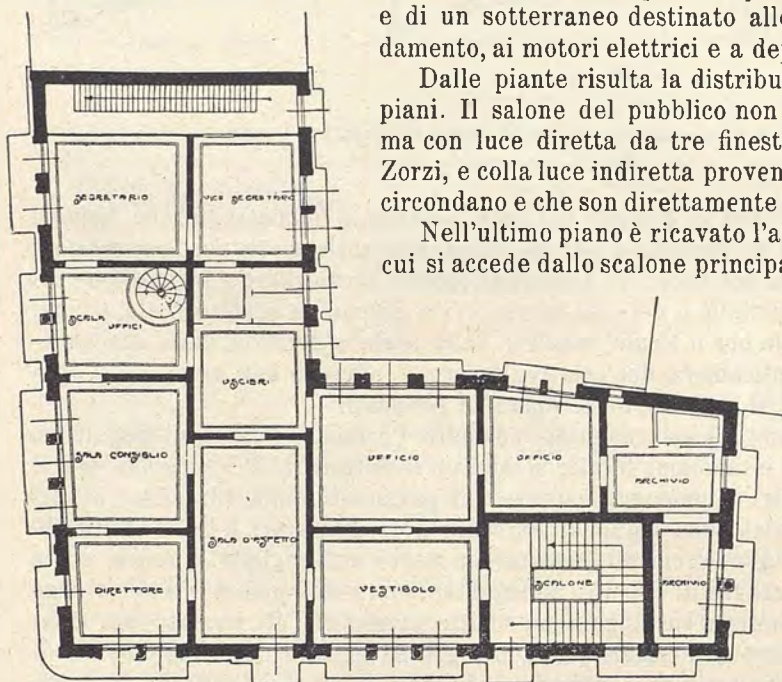 e di un sotterraneo destinato all
damento, ai motori elettrici e a de
Dalle piante risulta la distribu
piani. Il salone del pubblico non
ma con luce diretta da tre finest
Zorzi, e colla luce indiretta proven
circondano e che son direttamente
Nell'ultimo piano è ricavato l'a
cui si accede dallo scalone principa
SEGRETARIO
VICE SEGRETARIO
SCALA UFFICI
USCIERI
SALA CONSIGLIO
UFFICIO
UFFICIO
ARCHIVIO
SALA D'ASPETTO
DIRETTORE
VESTIBOLO
SCALONE
ARCHIVIO